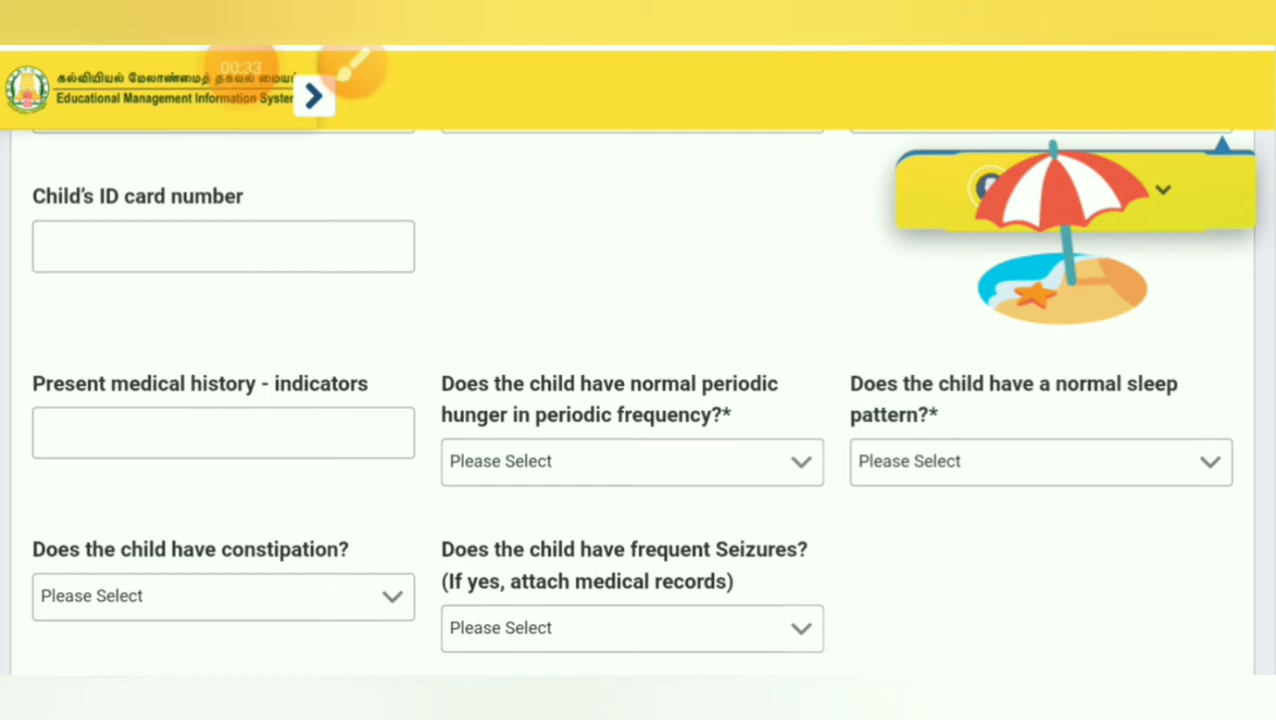 00:33
கல்வியியல் மேலாண்மைத் தகவல்
Educational Management Information
Child's ID card number
Present medical history - indicators
Does the child have normal periodic
hunger in periodic frequency?*
Please Select
Does the child have a normal sleep
pattern?*
Please Select
Does the child have constipation?
Please Select
Does the child have frequent Seizures?
(If yes, attach medical records)
Please Select